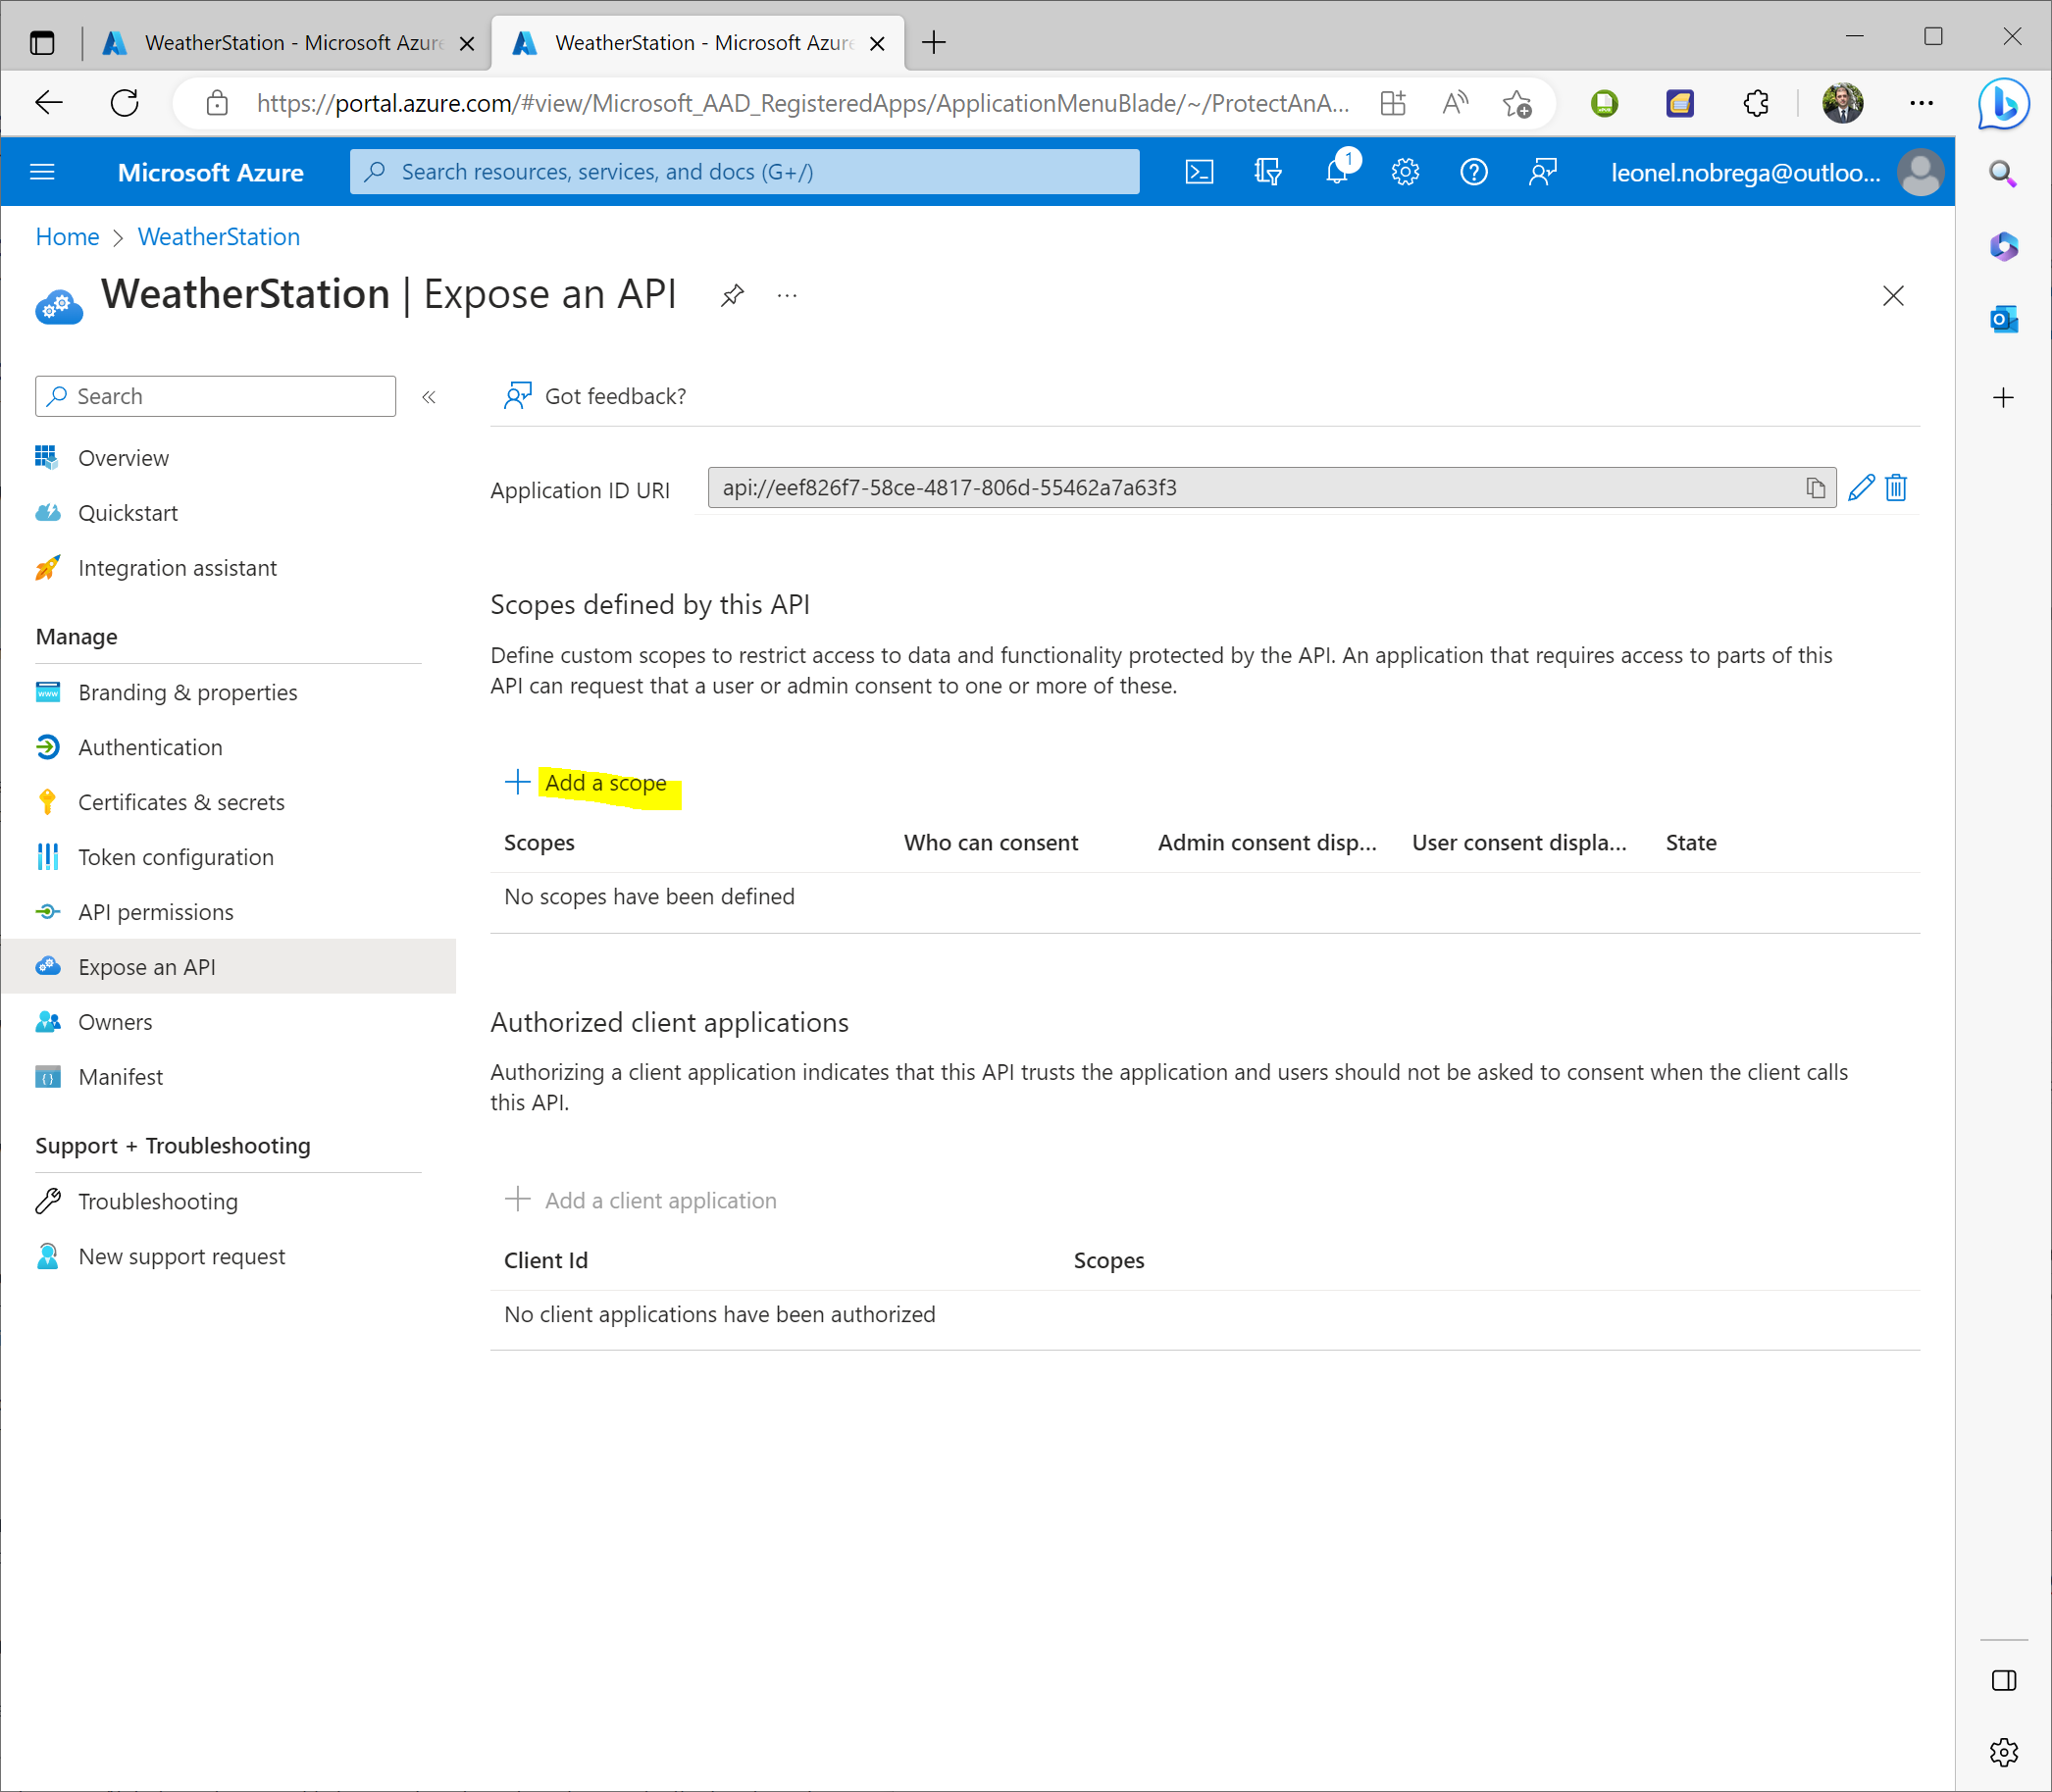 WeatherStation - Microsoft Azure
WeatherStation - Microsoft Azure
https://portal.azure.com/#view/Microsoft_AAD_RegisteredApps/ApplicationMenuBlade/~/ProtectAnA...
Microsoft Azure
Search resources, services, and docs (G+/)
1
leonel.nobrega@outloo...
Home > WeatherStation
WeatherStation | Expose an API
Search
Got feedback?
Overview
Quickstart
Integration assistant
Manage
Branding & properties
Authentication
Certificates & secrets
Token configuration
API permissions
Expose an API
Owners
Manifest
Support + Troubleshooting
Troubleshooting
New support request
Application ID URI
api://eef826f7-58ce-4817-806d-55462a7a63f3
Scopes defined by this API
Define custom scopes to restrict access to data and functionality protected by the API. An application that requires access to parts of this
API can request that a user or admin consent to one or more of these.
Add a scope
Scopes Who can consent Admin consent disp... User consent displa... State
No scopes have been defined
Authorized client applications
Authorizing a client application indicates that this API trusts the application and users should not be asked to consent when the client calls
this API.
Add a client application
Client Id Scopes
No client applications have been authorized